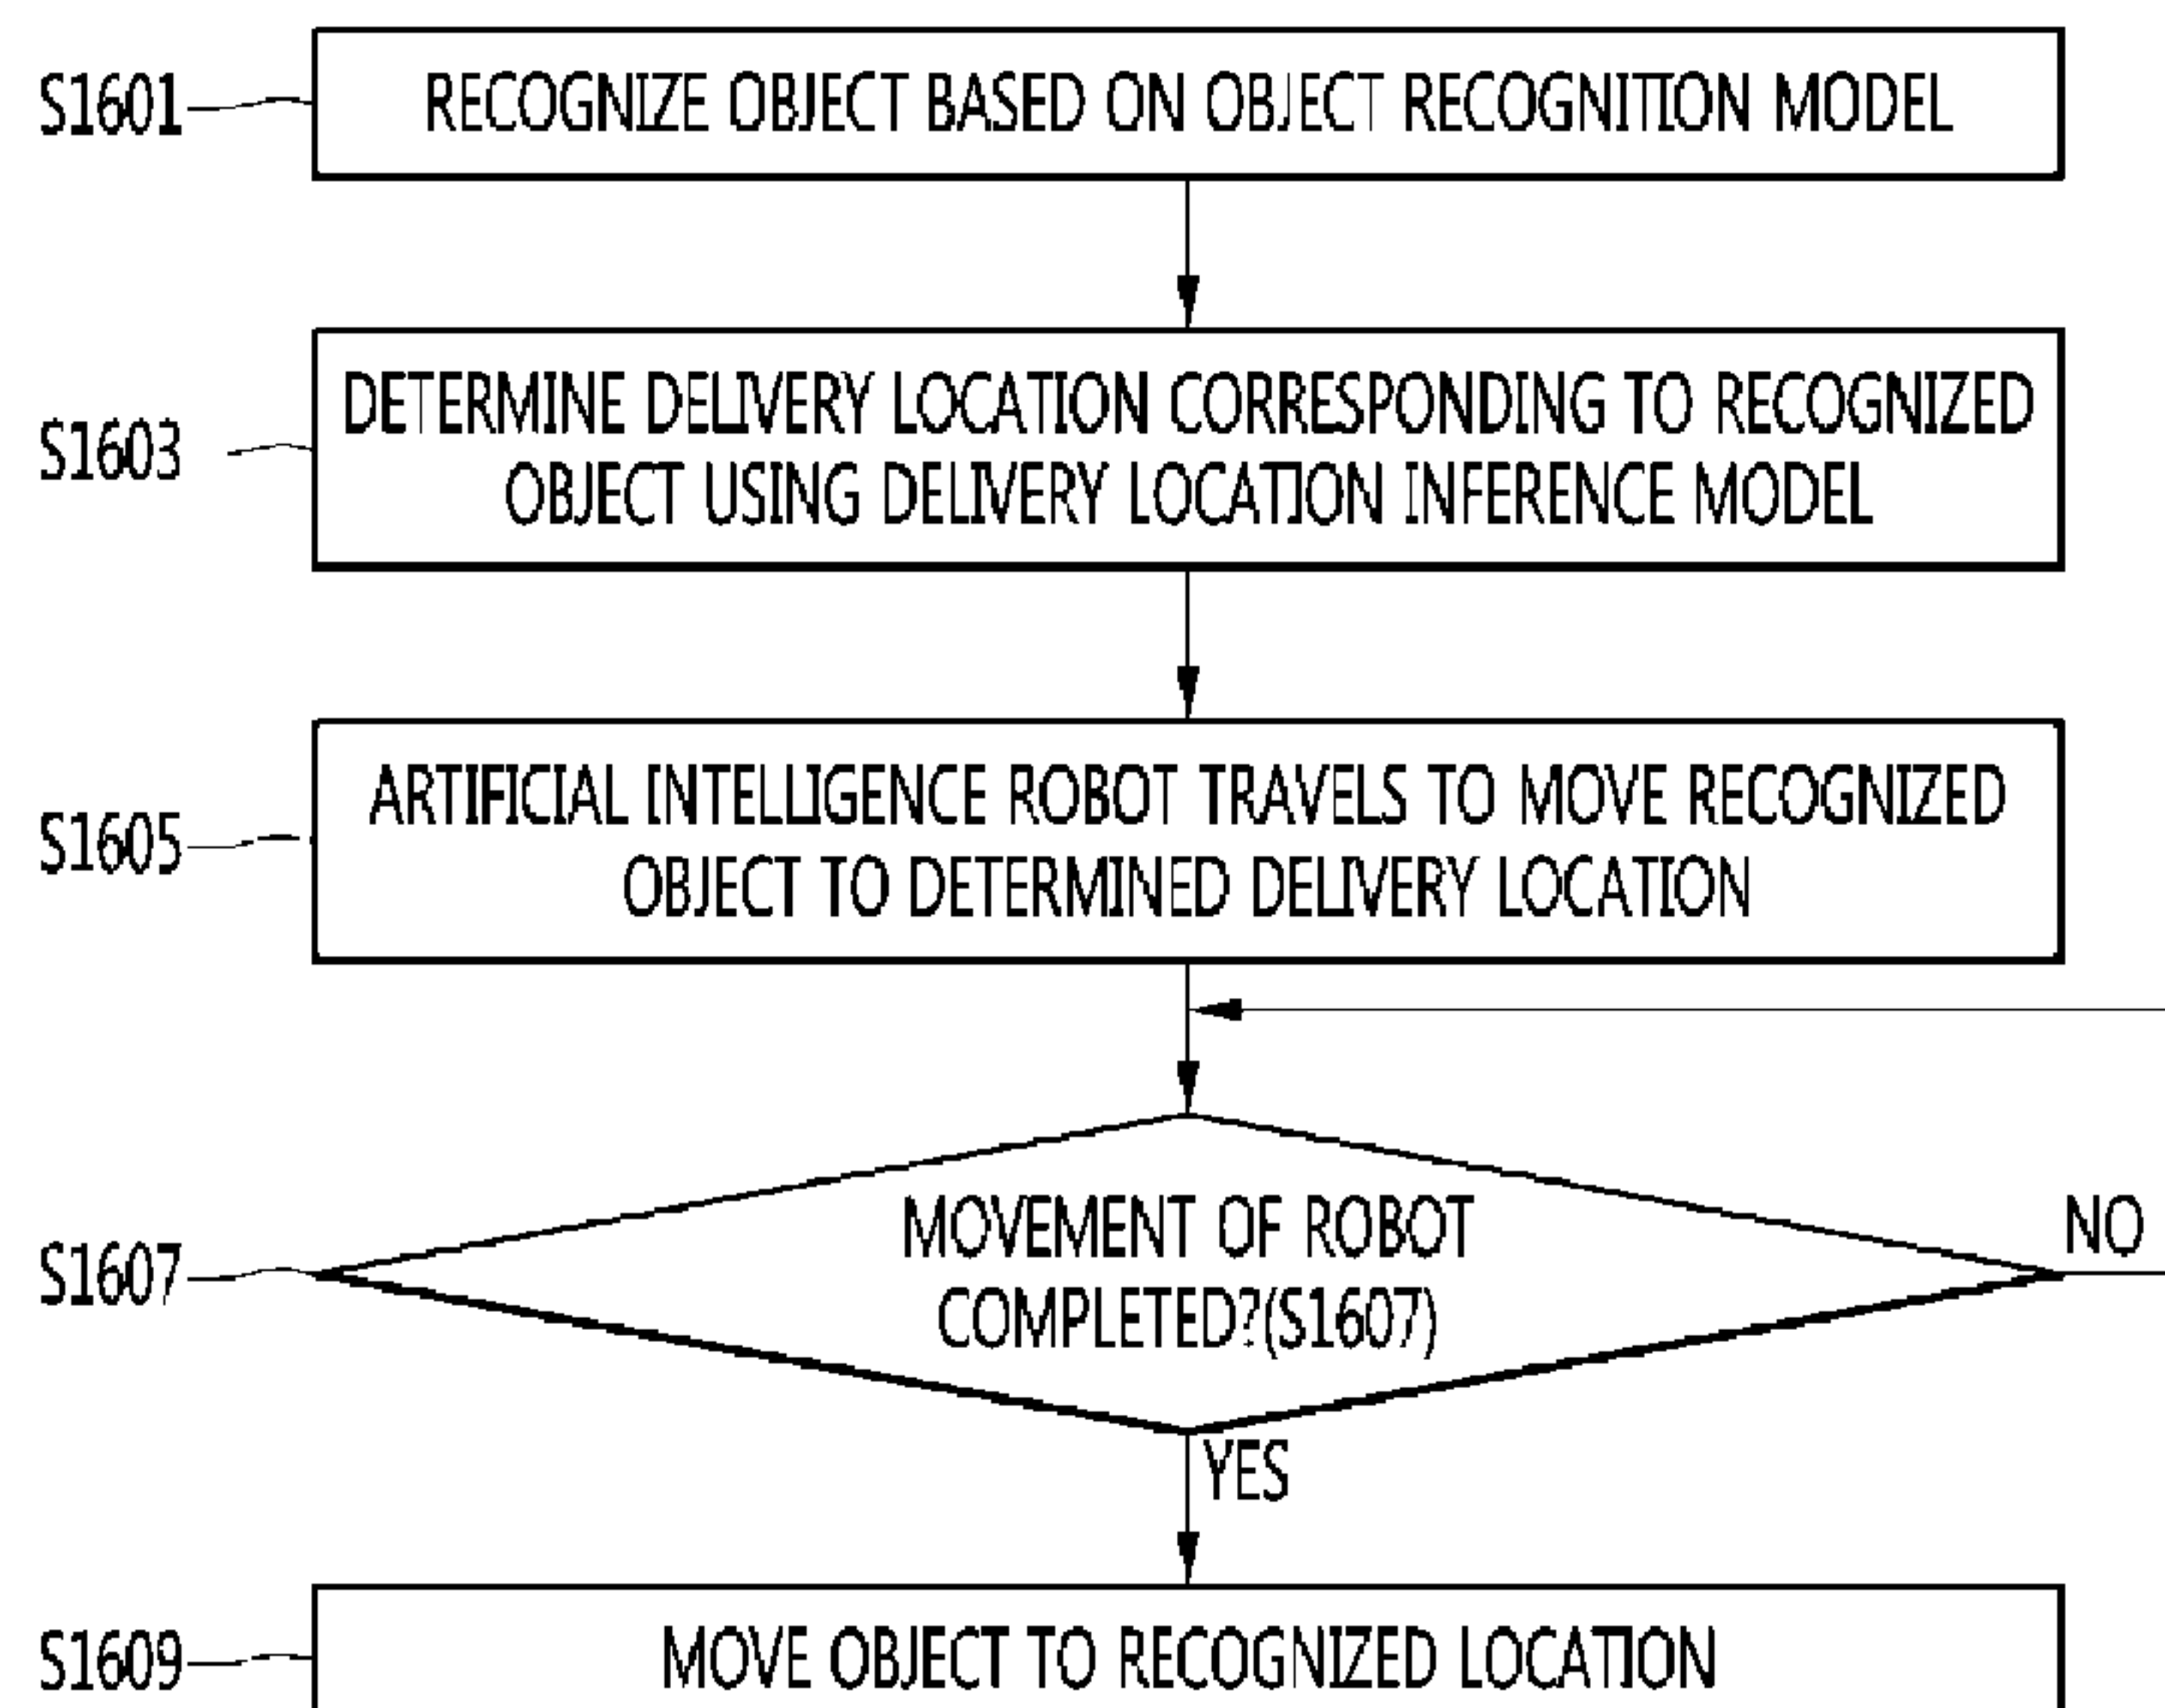 S1601
RECOGNIZE OBJECT BASED ON OBJECT RECOGNITION MODEL
S1603
DETERMINE DELIVERY LOCATION CORRESPONDING TO RECOGNIZED
OBJECT USING DELIVERY LOCATION INFERENCE MODEL
S1605
ARTIFICIAL INTELLIGENCE ROBOT TRAVELS TO MOVE RECOGNIZED
OBJECT TO DETERMINED DELIVERY LOCATION
S1607
MOVEMENT OF ROBOT
COMPLETED?(S1607)
NO
YES
S1609
MOVE OBJECT TO RECOGNIZED LOCATION